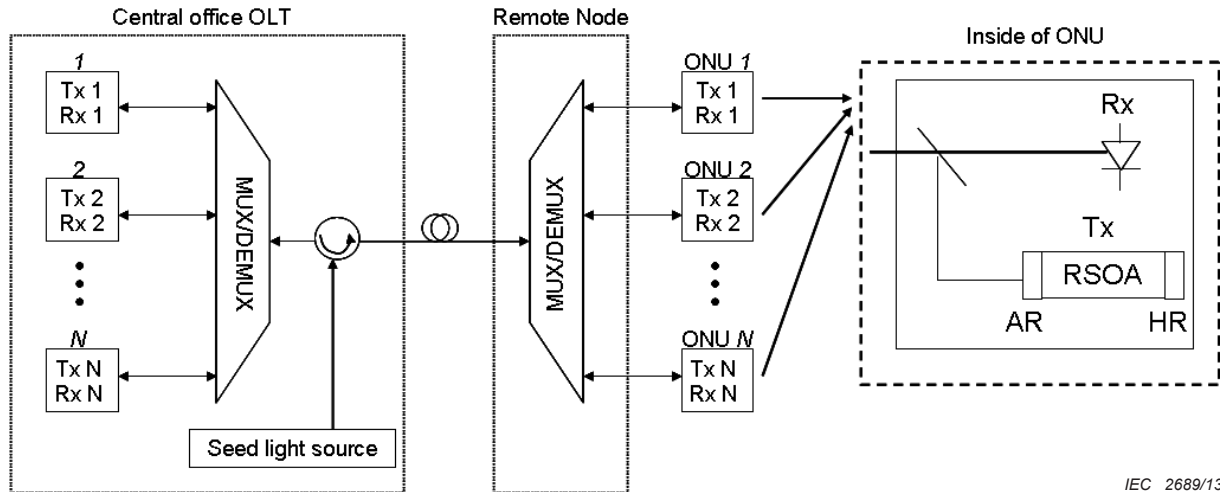 Central office OLT
Remote Node
Inside of ONU
1
Tx 1
Rx 1
2
Tx 2
Rx 2
N
Tx N
Rx N
MUX/DEMUX
Seed light source
MUX/DEMUX
ONU 1
Tx 1
Rx 1
ONU 2
Tx 2
Rx 2
ONU N
Tx N
Rx N
Rx
Tx
RSOA
AR
HR
IEC 2689/13